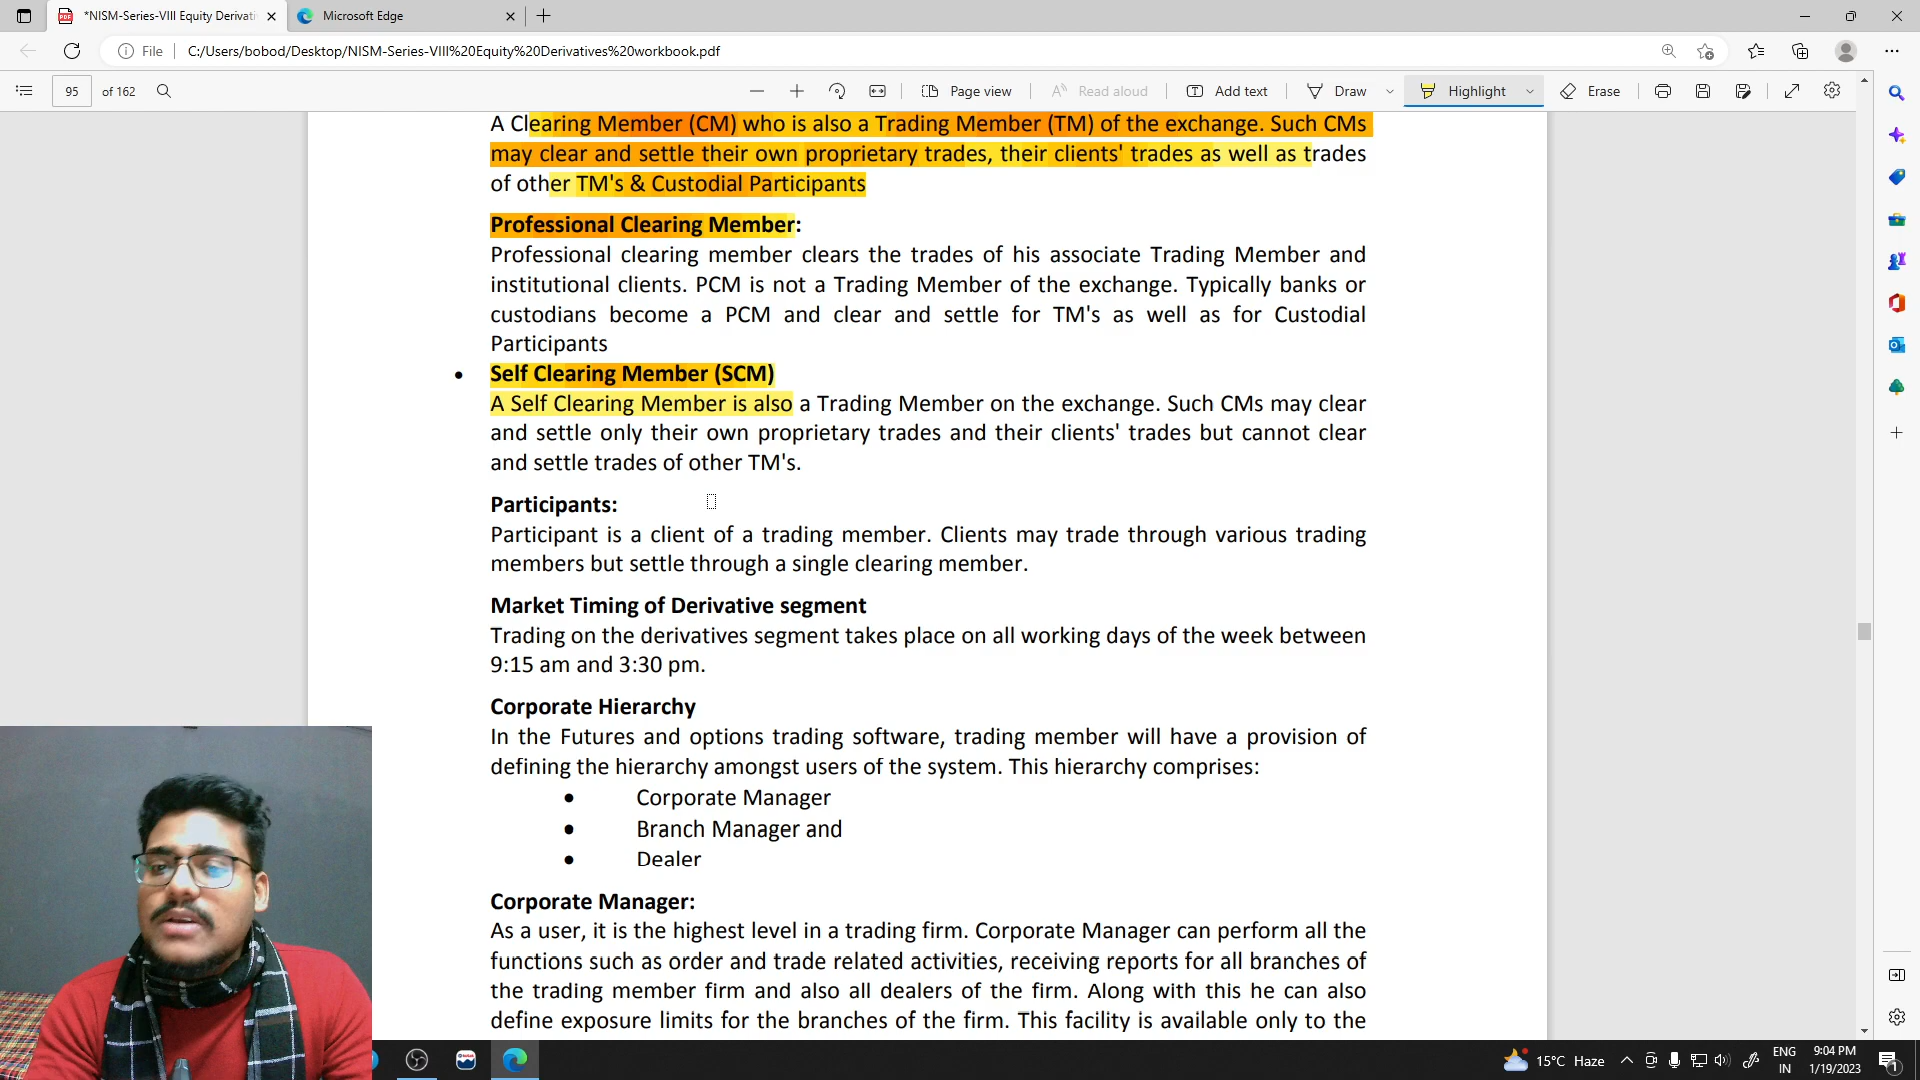 *NISM-Series-VIII Equity Derivati
Microsoft Edge
File
C:/Users/bobod/Desktop/NISM-Series-VIII%20Equity%20Derivatives%20workbook.pdf
95 of 162
Page view
Read aloud
Add text
Draw
Highlight
Erase
A Clearing Member (CM) who is also a Trading Member (TM) of the exchange. Such CMs
may clear and settle their own proprietary trades, their clients' trades as well as trades
of other TM's & Custodial Participants
Professional Clearing Member:
Professional clearing member clears the trades of his associate Trading Member and
institutional clients. PCM is not a Trading Member of the exchange. Typically banks or
custodians become a PCM and clear and settle for TM's as well as for Custodial
Participants
• Self Clearing Member (SCM)
A Self Clearing Member is also a Trading Member on the exchange. Such CMs may clear
and settle only their own proprietary trades and their clients' trades but cannot clear
and settle trades of other TM's.
Participants:
Participant is a client of a trading member. Clients may trade through various trading
members but settle through a single clearing member.
Market Timing of Derivative segment
Trading on the derivatives segment takes place on all working days of the week between
9:15 am and 3:30 pm.
Corporate Hierarchy
In the Futures and options trading software, trading member will have a provision of
defining the hierarchy amongst users of the system. This hierarchy comprises:
• Corporate Manager
• Branch Manager and
• Dealer
Corporate Manager:
As a user, it is the highest level in a trading firm. Corporate Manager can perform all the
functions such as order and trade related activities, receiving reports for all branches of
the trading member firm and also all dealers of the firm. Along with this he can also
define exposure limits for the branches of the firm. This facility is available only to the
15°C Haze
ENG
IN
9:04 PM
1/19/2023
1